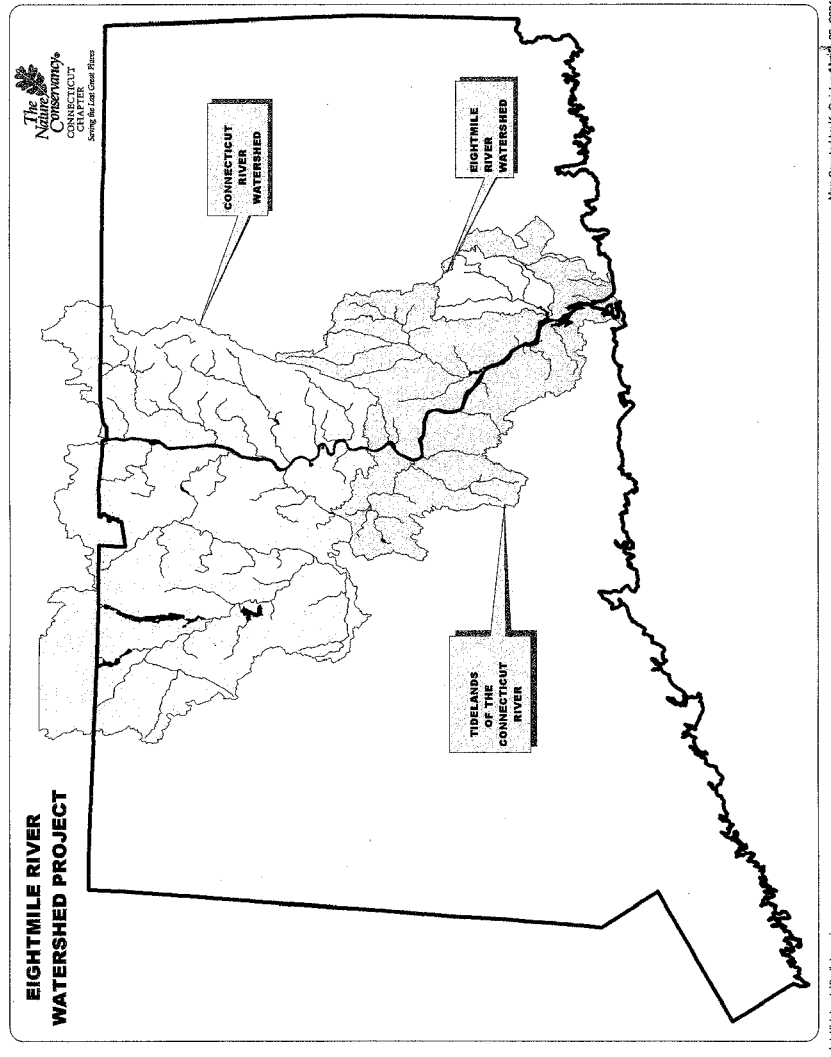 EIGHTMILE RIVER
WATERSHED PROJECT
The
Nature
Conservancy®
CONNECTICUT
CHAPTER
Saving the Last Great Places
CONNECTICUT
RIVER
WATERSHED
EIGHTMILE
RIVER
WATERSHED
TIDELANDS
OF THE
CONNECTICUT
RIVER